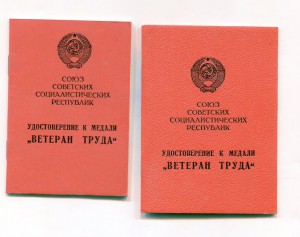 СОЮЗ
СОВЕТСКИХ
СОЦИАЛИСТИЧЕСКИХ
РЕСПУБЛИК
УДОСТОВЕРЕНИЕ К МЕДАЛИ
„ВЕТЕРАН ТРУДА“
СОЮЗ
СОВЕТСКИХ
СОЦИАЛИСТИЧЕСКИХ
РЕСПУБЛИК
УДОСТОВЕРЕНИЕ К МЕДАЛИ
„ВЕТЕРАН ТРУДА“